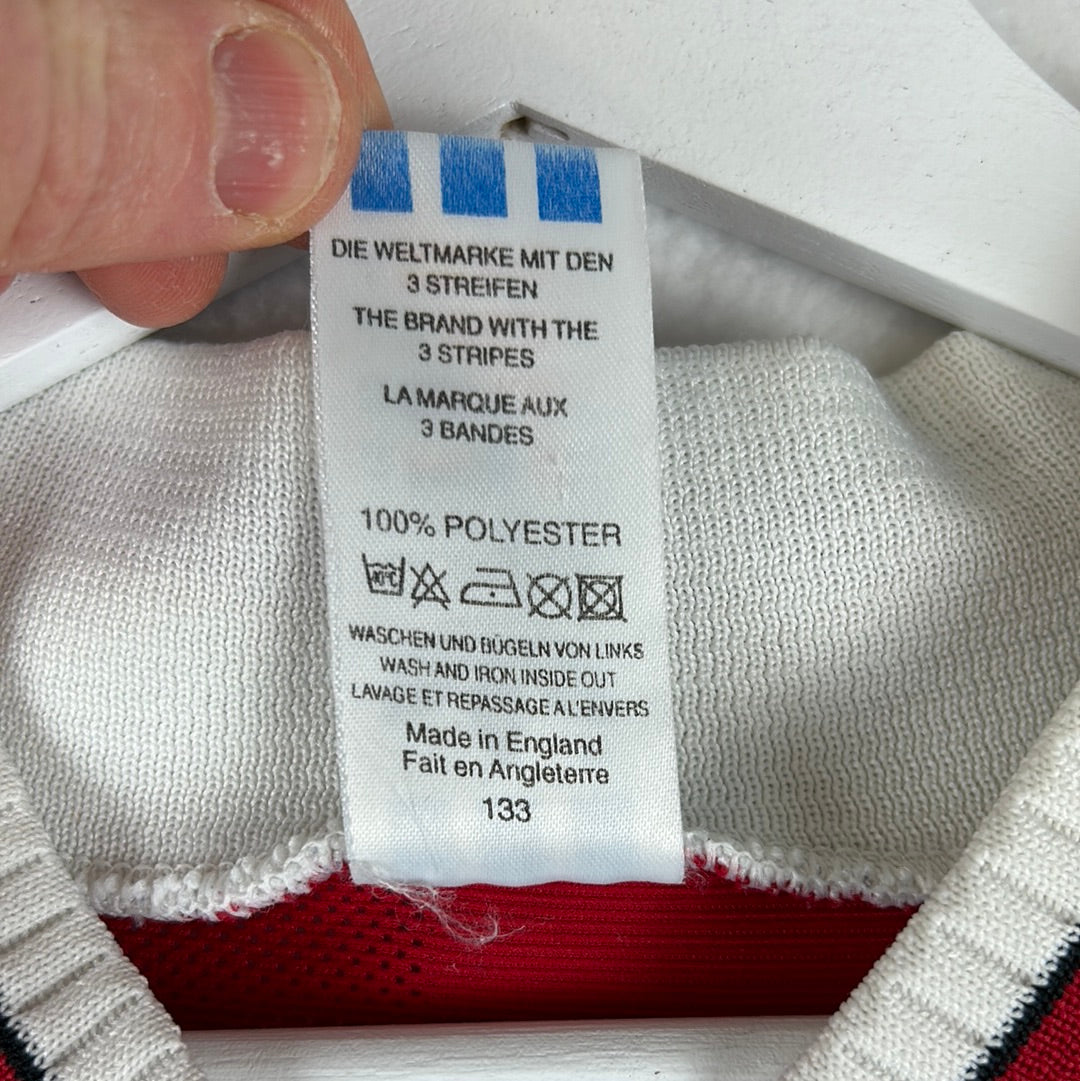 DIE WELTMARKE MIT DEN
3 STREIFEN
THE BRAND WITH THE
3 STRIPES
LA MARQUE AUX
3 BANDES
100% POLYESTER
40°C
WASCHEN UND BÜGELN VON LINKS
WASH AND IRON INSIDE OUT
LAVAGE ET REPASSAGE A L'ENVERS
Made in England
Fait en Angleterre
133